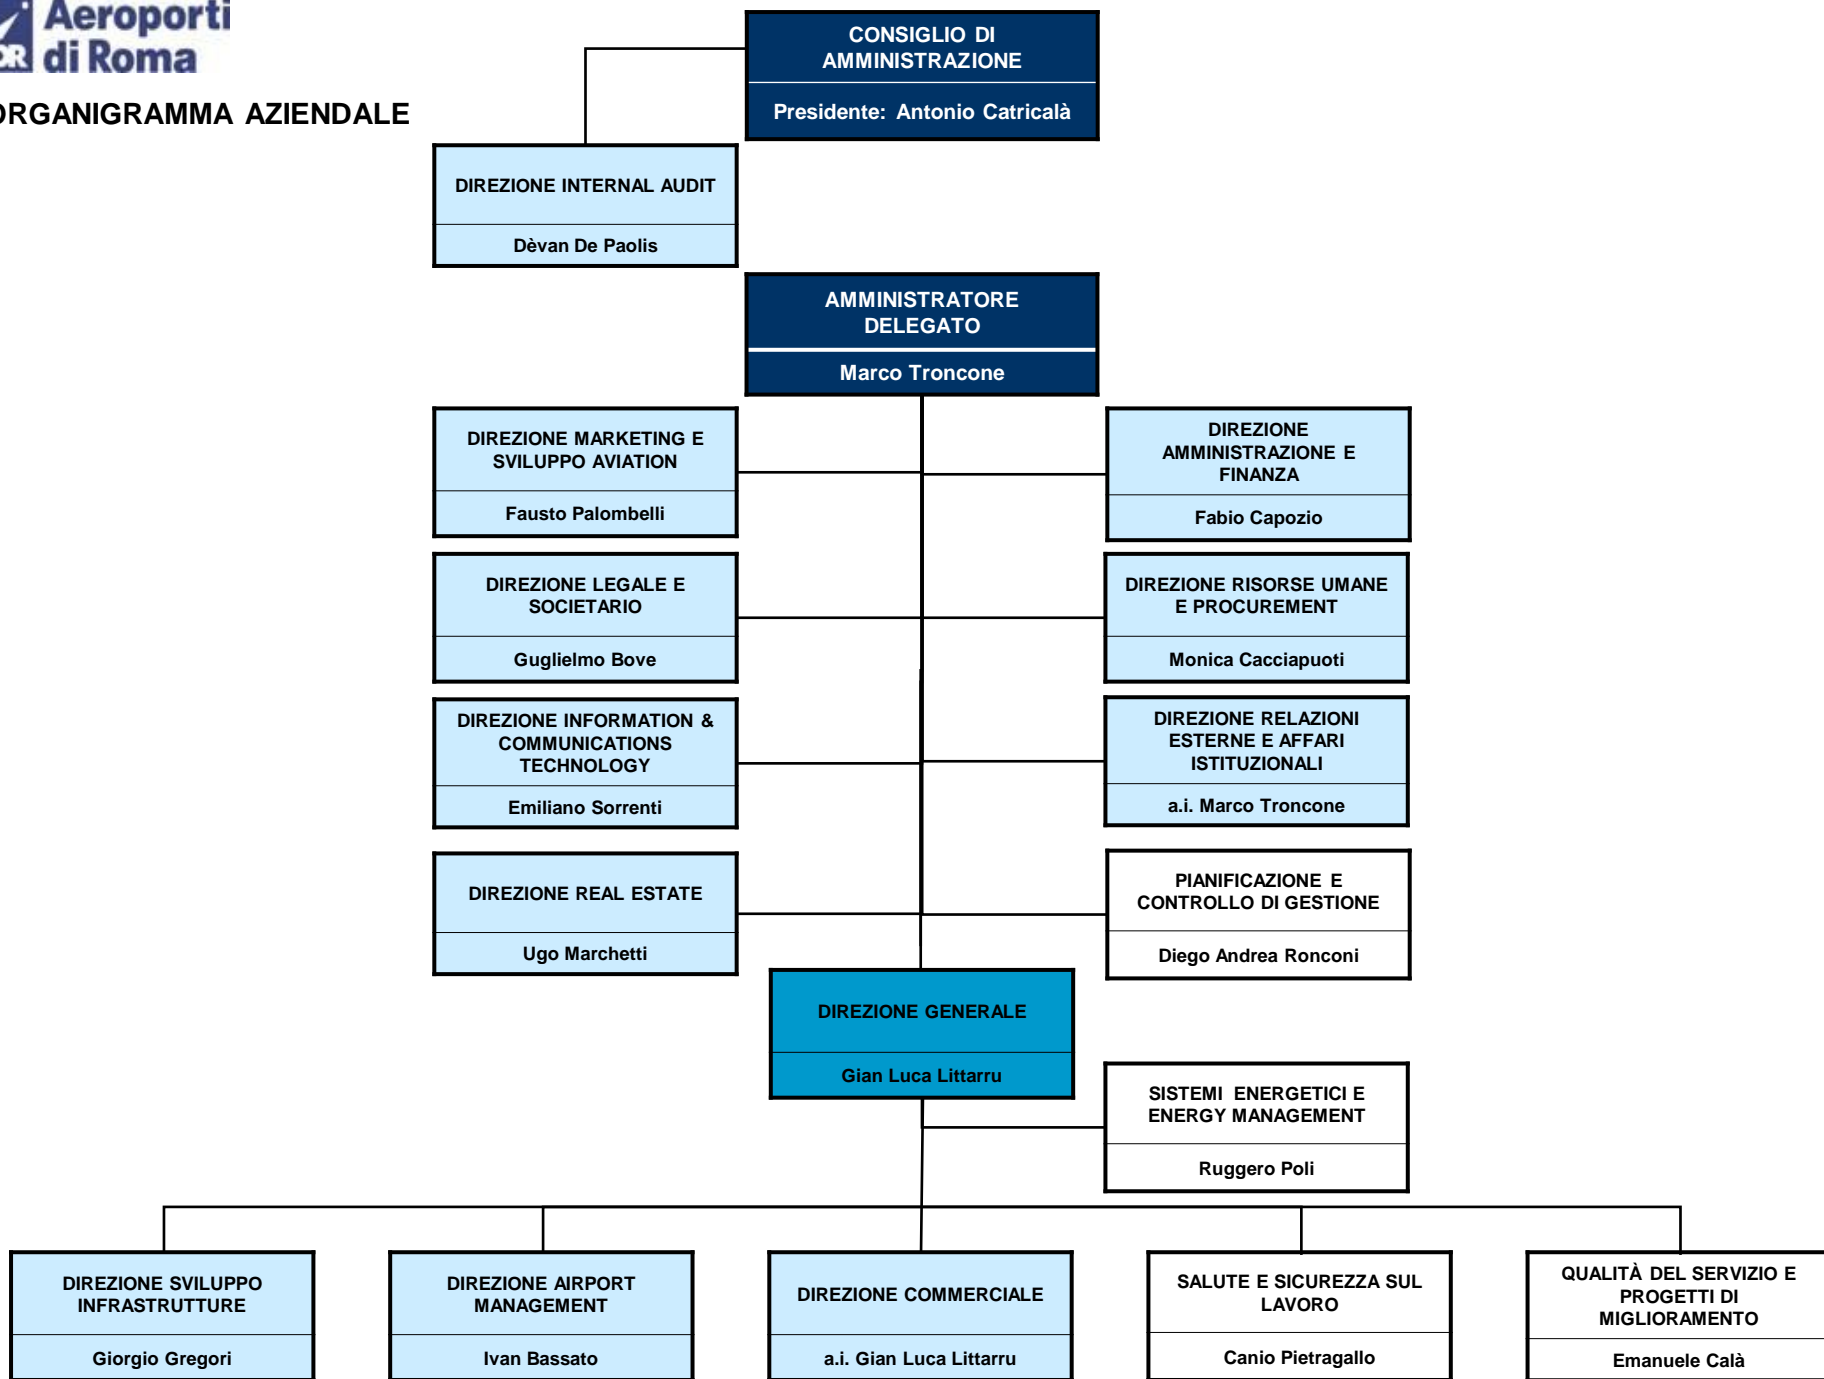 Aeroporti
di Roma
ORGANIGRAMMA AZIENDALE
CONSIGLIO DI
AMMINISTRAZIONE
Presidente: Antonio Catricalà
DIREZIONE INTERNAL AUDIT
Dèvan De Paolis
AMMINISTRATORE
DELEGATO
Marco Troncone
DIREZIONE MARKETING E
SVILUPPO AVIATION
Fausto Palombelli
DIREZIONE
AMMINISTRAZIONE E
FINANZA
Fabio Capozio
DIREZIONE LEGALE E
SOCIETARIO
Guglielmo Bove
DIREZIONE RISORSE UMANE
E PROCUREMENT
Monica Cacciapuoti
DIREZIONE INFORMATION &
COMMUNICATIONS
TECHNOLOGY
Emiliano Sorrenti
DIREZIONE RELAZIONI
ESTERNE E AFFARI
ISTITUZIONALI
a.i. Marco Troncone
DIREZIONE REAL ESTATE
Ugo Marchetti
PIANIFICAZIONE E
CONTROLLO DI GESTIONE
Diego Andrea Ronconi
DIREZIONE GENERALE
Gian Luca Littarru
SISTEMI ENERGETICI E
ENERGY MANAGEMENT
Ruggero Poli
DIREZIONE SVILUPPO
INFRASTRUTTURE
Giorgio Gregori
DIREZIONE AIRPORT
MANAGEMENT
Ivan Bassato
DIREZIONE COMMERCIALE
a.i. Gian Luca Littarru
SALUTE E SICUREZZA SUL
LAVORO
Canio Pietragallo
QUALITÀ DEL SERVIZIO E
PROGETTI DI
MIGLIORAMENTO
Emanuele Calà